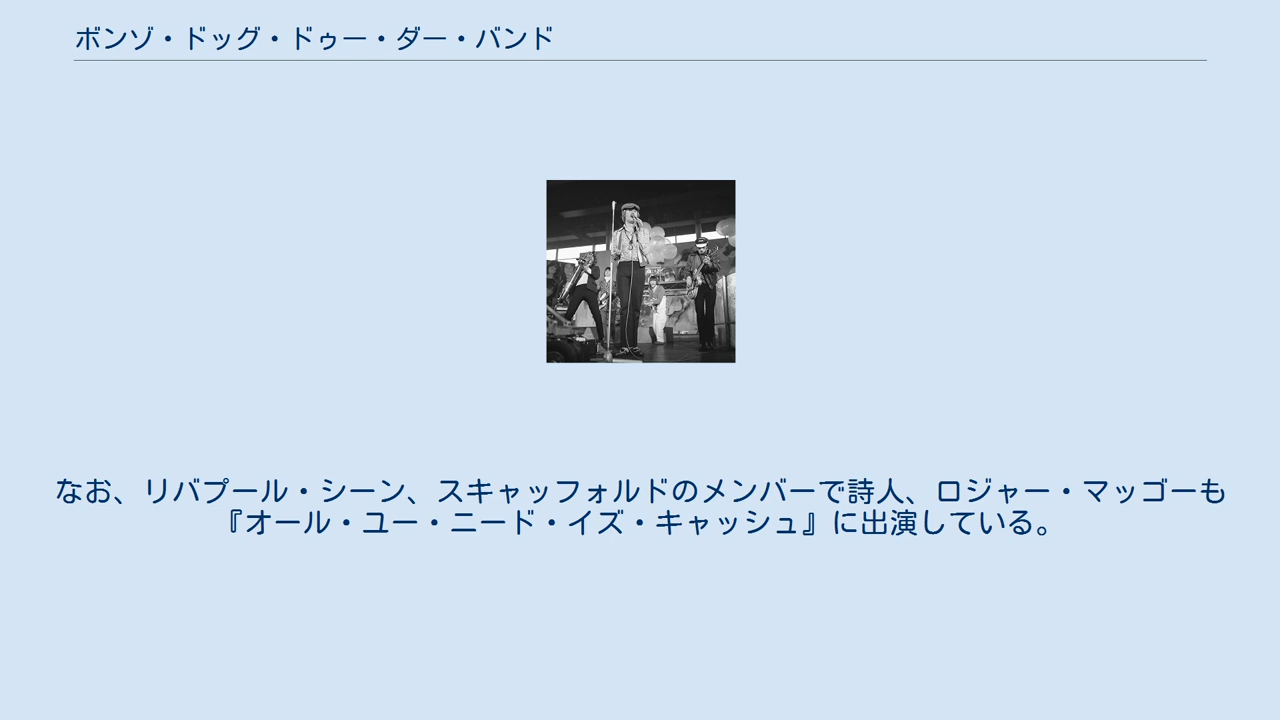 ボンゾ・ドッグ・ドゥー・ダー・バンド
なお、リバプール・シーン、スキャッフォルドのメンバーで詩人、ロジャー・マッゴーも
『オール・ユー・ニード・イズ・キャッシュ』に出演している。